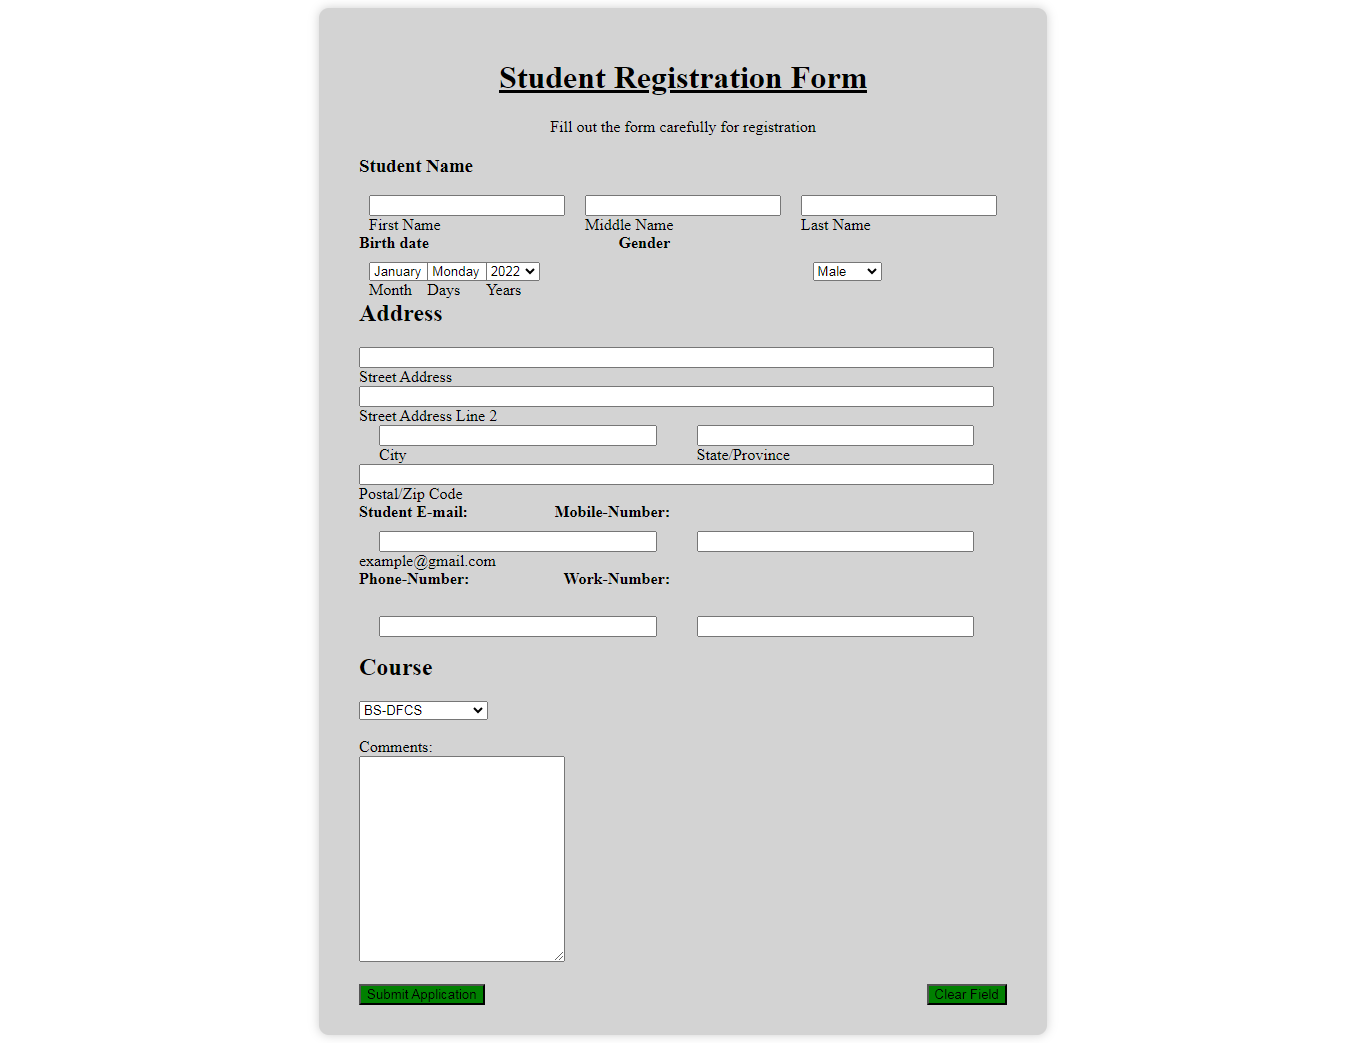 Student Registration Form
Fill out the form carefully for registration
Student Name
First Name Middle Name Last Name
Birth date Gender
January Monday 2022 Male
Month Days Years
Address
Street Address
Street Address Line 2
City State/Province
Postal/Zip Code
Student E-mail: Mobile-Number:
example@gmail.com
Phone-Number: Work-Number:
Course
BS-DFCS
Comments:
Submit Application Clear Field